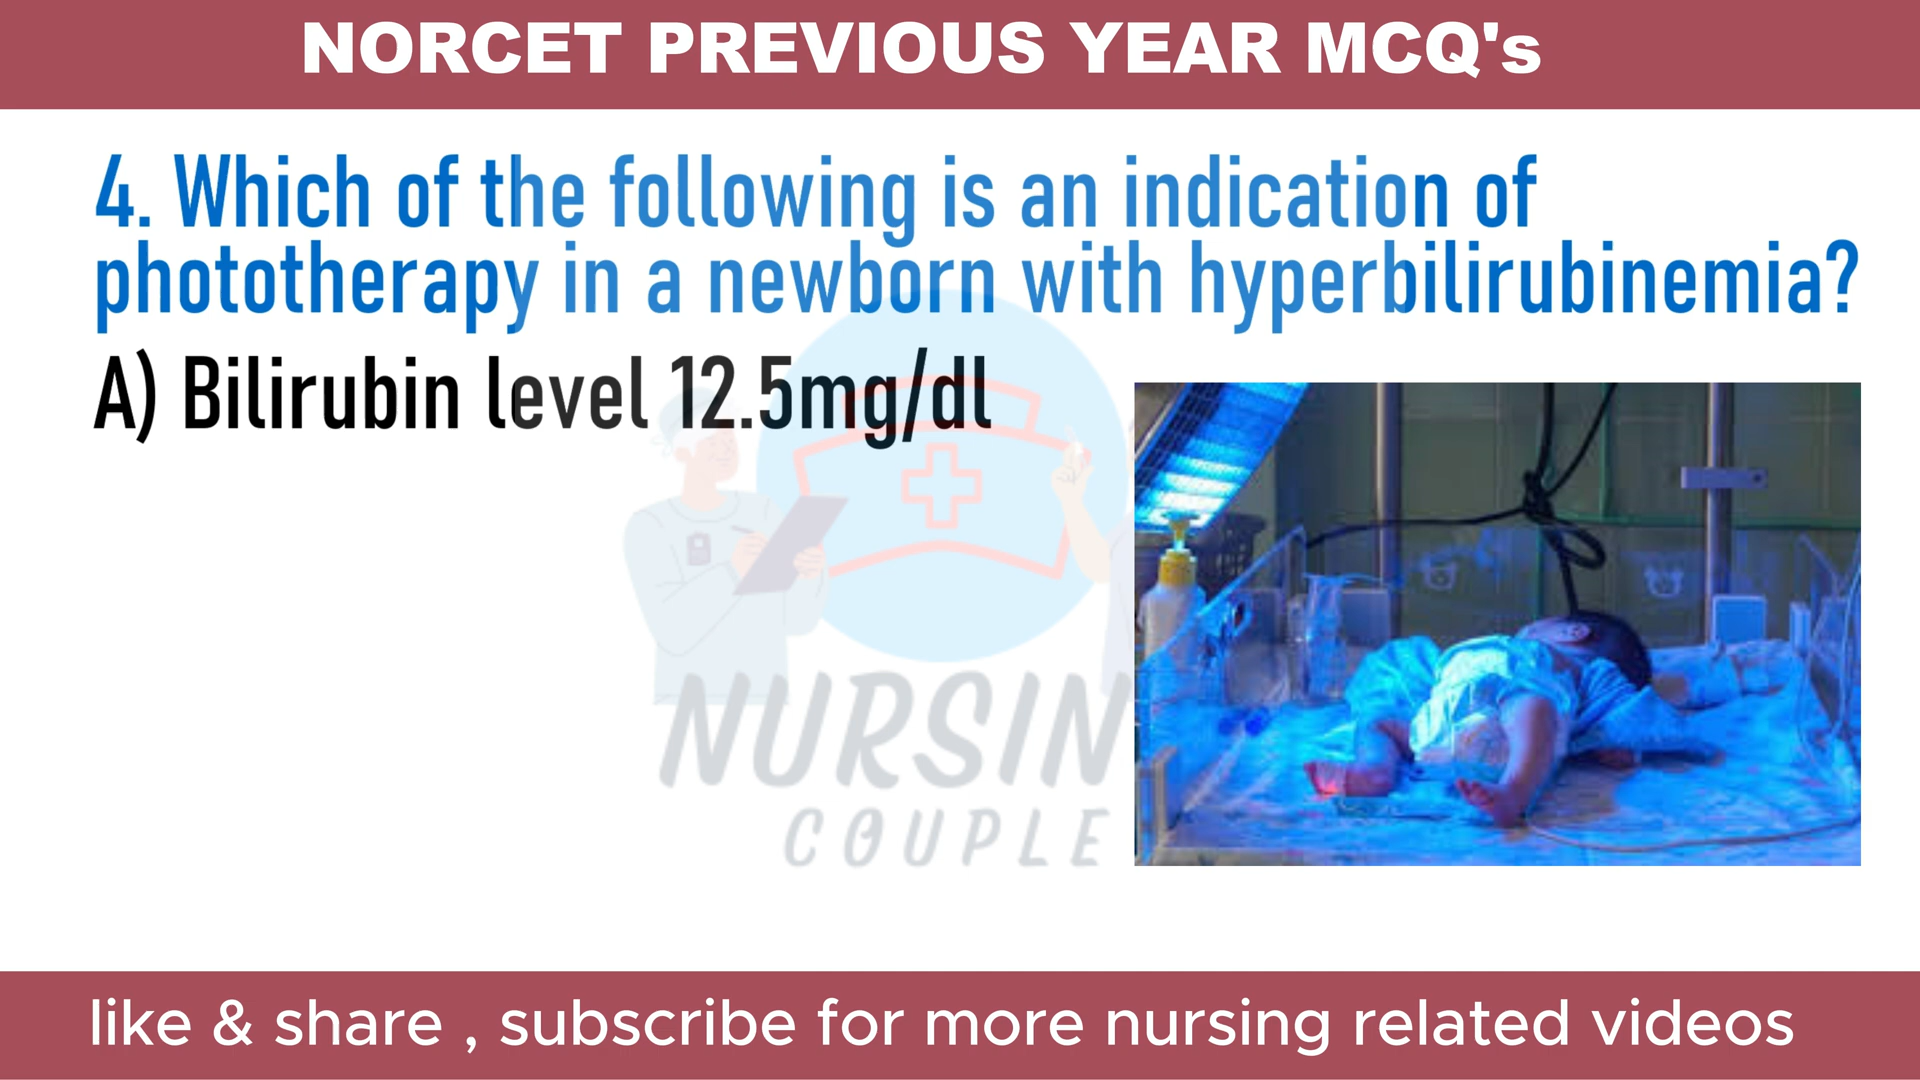 NORCET PREVIOUS YEAR MCQ's
4. Which of the following is an indication of
phototherapy in a newborn with hyperbilirubinemia?
A) Bilirubin level 12.5mg/dl
NURSIN
COUPLE
like & share , subscribe for more nursing related videos